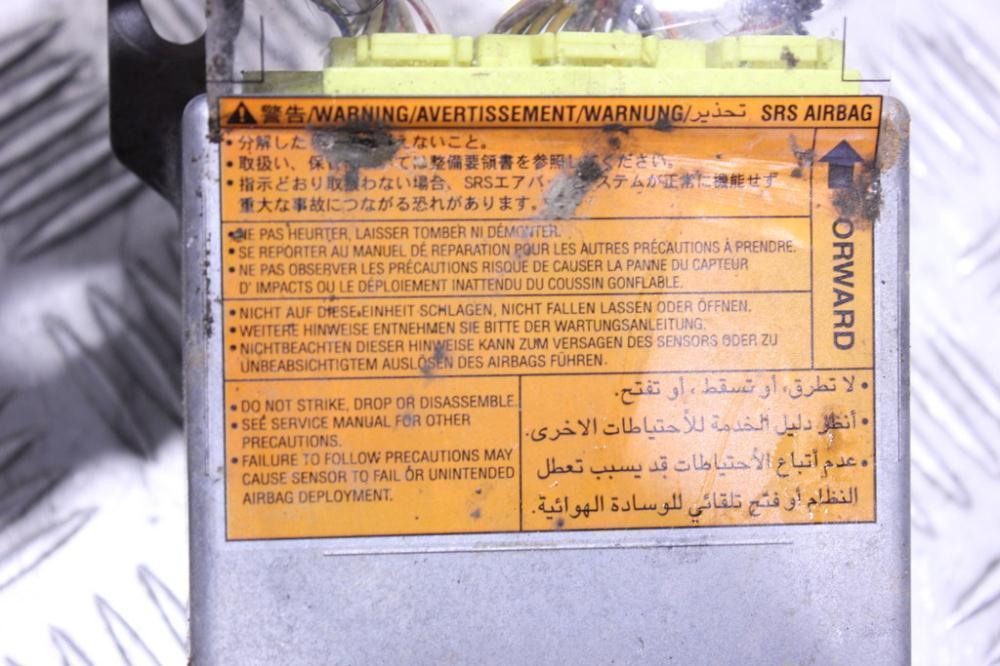 警告/WARNING/AVERTISSEMENT/WARNUNG/تحذير SRS AIRBAG
• 分解した えないこと。
• 取扱い、保 て 整備要領書を参照してください。
• 指示どおり取扱わない場合、SRSエアバ ステムが正常に機能せず
重大な事故につながる恐れがあります。
• NE PAS HEURTER, LAISSER TOMBER NI DÉMONTER.
• SE REPORTER AU MANUEL DE RÉPARATION POUR LES AUTRES PRÉCAUTIONS À PRENDRE.
• NE PAS OBSERVER LES PRÉCAUTIONS RISQUE DE CAUSER LA PANNE DU CAPTEUR
D' IMPACTS OU LE DÉPLOIEMENT INATTENDU DU COUSSIN GONFLABLE.
• NICHT AUF DIESE EINHEIT SCHLAGEN, NICHT FALLEN LASSEN ODER ÖFFNEN.
• WEITERE HINWEISE ENTNEHMEN SIE BITTE DER WARTUNGSANLEITUNG.
• NICHTBEACHTEN DIESER HINWEISE KANN ZUM VERSAGEN DES SENSORS ODER ZU
UNBEABSICHTIGTEM AUSLÖSEN DES AIRBAGS FÜHREN.
ORWARD
• DO NOT STRIKE, DROP OR DISASSEMBLE.
• SEE SERVICE MANUAL FOR OTHER
PRECAUTIONS.
• FAILURE TO FOLLOW PRECAUTIONS MAY
CAUSE SENSOR TO FAIL OR UNINTENDED
AIRBAG DEPLOYMENT.
• لا تطرق، أو تسقط، أو تفتح.
• أنظر دليل الخدمة للأحتياطات الاخرى.
• عدم أتباع الأحتياطات قد يسبب تعطل
النظام أو فتح تلقائي للوسادة الهوائية.